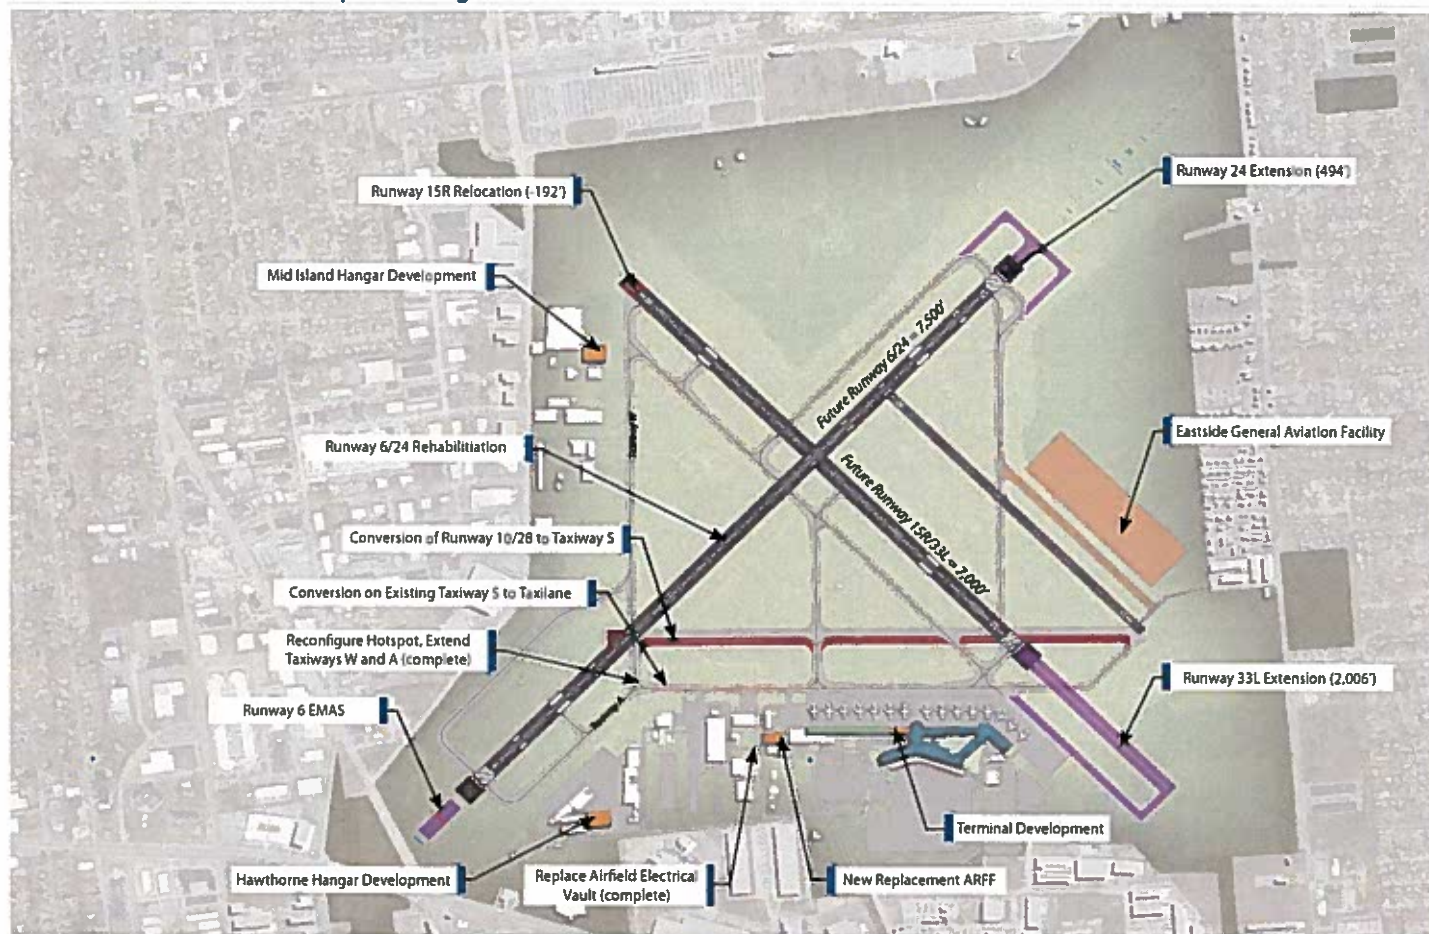 Runway 15R Relocation (-192')
Runway 24 Extension (494')
Mid Island Hangar Development
Future Runway 6/24 = 7,500'
Taxiway W
Runway 6/24 Rehabilitiation
Eastside General Aviation Facility
Future Runway 15R/33L = 7,000'
Conversion of Runway 10/28 to Taxiway S
Conversion on Existing Taxiway S to Taxilane
Reconfigure Hotspot, Extend
Taxiways W and A (complete)
Runway 33L Extension (2,006')
Runway 6 EMAS
Taxiway A
Terminal Development
Hawthorne Hangar Development
Replace Airfield Electrical
Vault (complete)
New Replacement ARFF